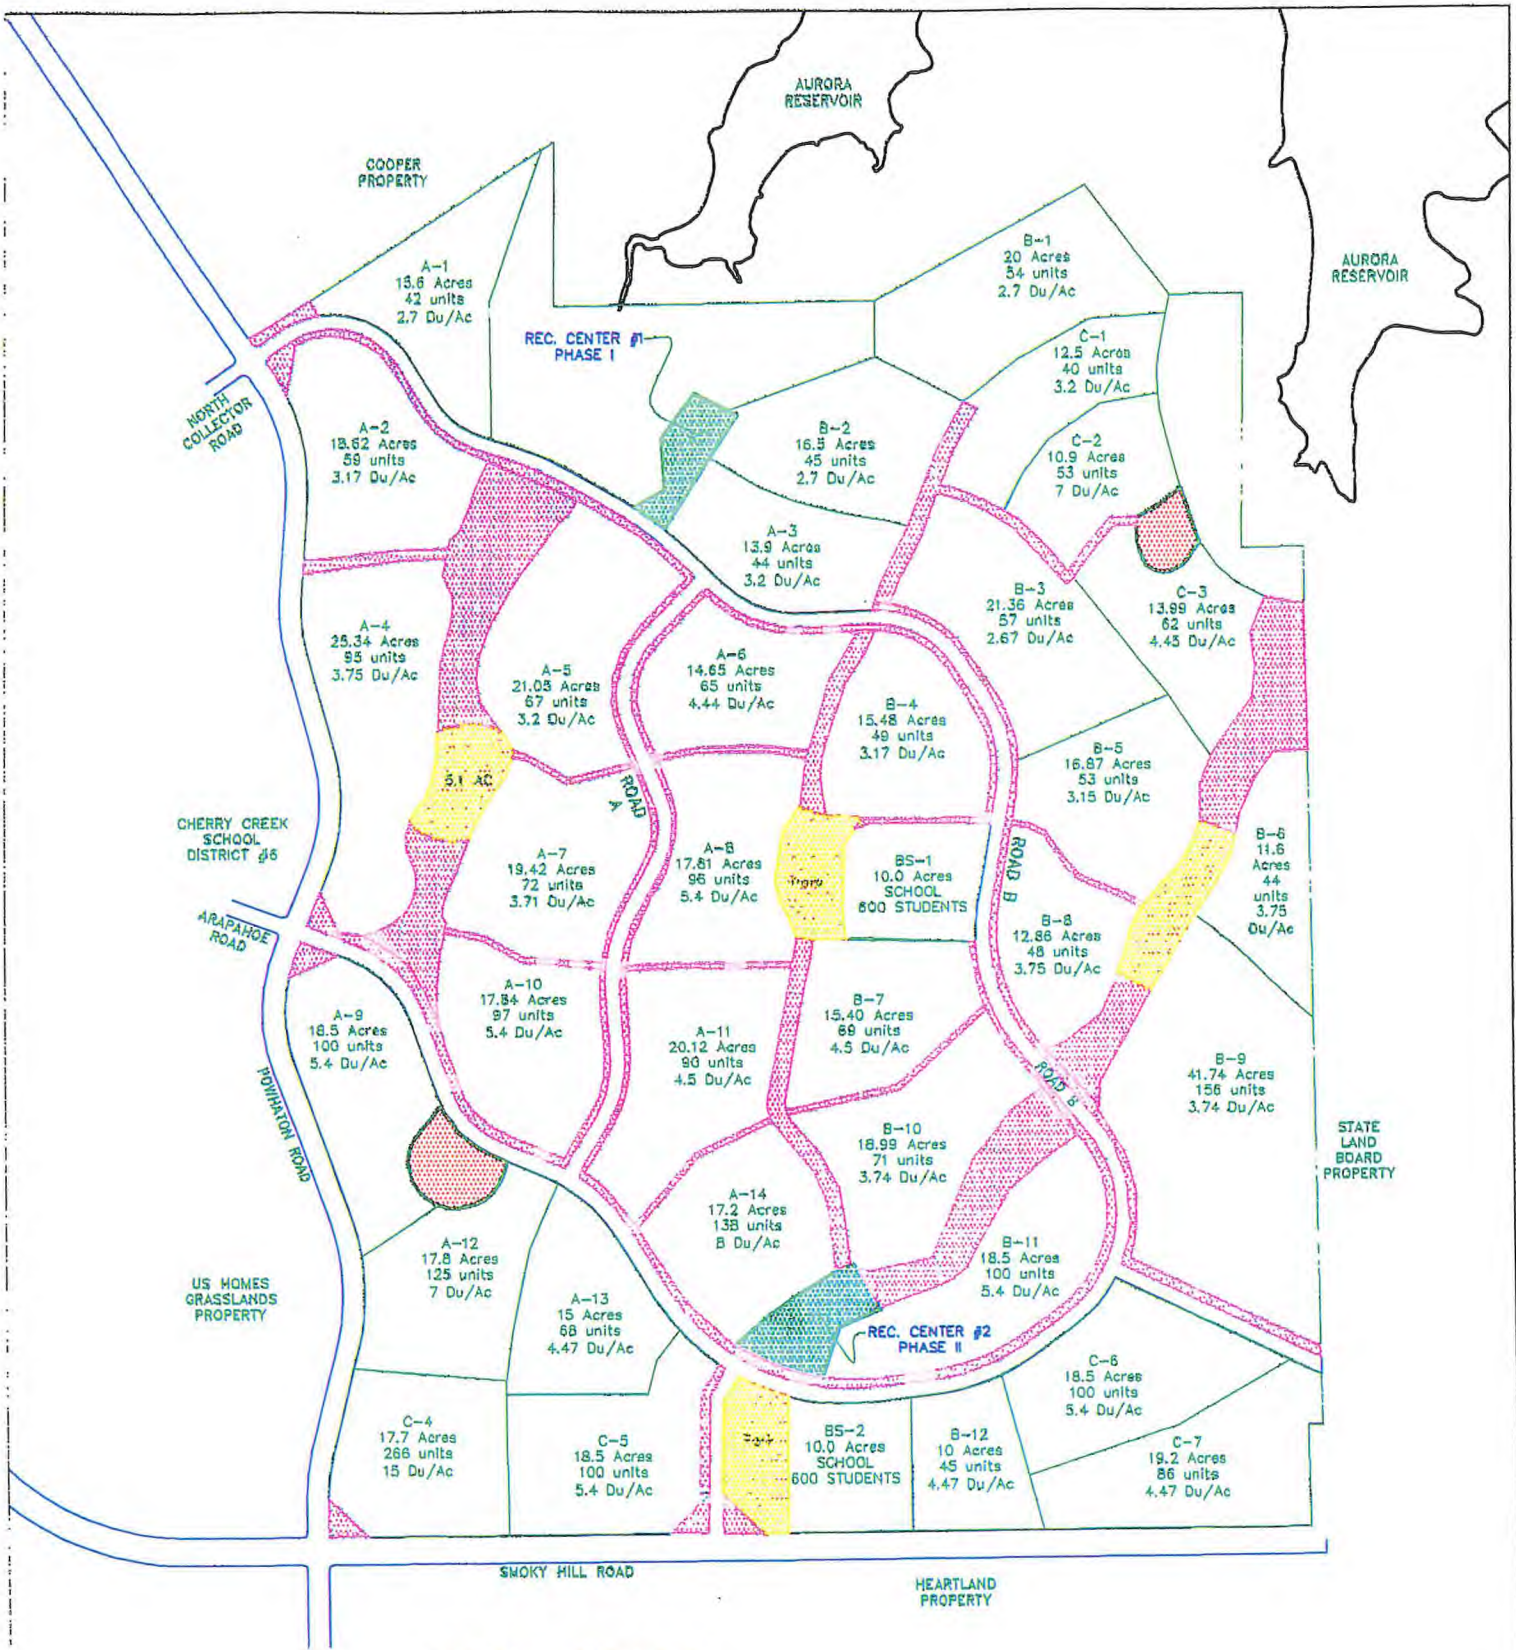 AURORA
RESERVOIR
COOPER
PROPERTY
B-1
20 Acres
54 units
2.7 Du/Ac
AURORA
RESERVOIR
A-1
15.6 Acres
42 units
2.7 Du/Ac
REC. CENTER #1
PHASE I
C-1
12.5 Acres
40 units
3.2 Du/Ac
NORTH
COLLECTOR
ROAD
A-2
18.62 Acres
59 units
3.17 Du/Ac
B-2
16.5 Acres
45 units
2.7 Du/Ac
C-2
10.9 Acres
53 units
7 Du/Ac
A-3
13.9 Acres
44 units
3.2 Du/Ac
B-3
21.36 Acres
57 units
2.67 Du/Ac
C-3
13.99 Acres
62 units
4.45 Du/Ac
A-4
25.34 Acres
95 units
3.75 Du/Ac
A-5
21.05 Acres
67 units
3.2 Du/Ac
A-6
14.65 Acres
65 units
4.44 Du/Ac
B-4
15.48 Acres
49 units
3.17 Du/Ac
B-5
16.87 Acres
53 units
3.15 Du/Ac
5.1 AC
ROAD
A
CHERRY CREEK
SCHOOL
DISTRICT #5
A-7
19.42 Acres
72 units
3.71 Du/Ac
A-8
17.81 Acres
96 units
5.4 Du/Ac
BS-1
10.0 Acres
SCHOOL
600 STUDENTS
ROAD B
B-6
11.6
Acres
44
units
3.75
Du/Ac
ARAPAHOE
ROAD
B-8
12.86 Acres
48 units
3.75 Du/Ac
A-10
17.84 Acres
97 units
5.4 Du/Ac
A-9
18.5 Acres
100 units
5.4 Du/Ac
B-7
15.40 Acres
69 units
4.5 Du/Ac
A-11
20.12 Acres
90 units
4.5 Du/Ac
POWHATON ROAD
ROAD B
B-9
41.74 Acres
156 units
3.74 Du/Ac
B-10
18.99 Acres
71 units
3.74 Du/Ac
STATE
LAND
BOARD
PROPERTY
A-14
17.2 Acres
138 units
8 Du/Ac
A-12
17.8 Acres
125 units
7 Du/Ac
B-11
18.5 Acres
100 units
5.4 Du/Ac
US HOMES
GRASSLANDS
PROPERTY
A-13
15 Acres
68 units
4.47 Du/Ac
REC. CENTER #2
PHASE II
C-6
18.5 Acres
100 units
5.4 Du/Ac
C-4
17.7 Acres
266 units
15 Du/Ac
C-5
18.5 Acres
100 units
5.4 Du/Ac
Park
BS-2
10.0 Acres
SCHOOL
600 STUDENTS
B-12
10 Acres
45 units
4.47 Du/Ac
C-7
19.2 Acres
86 units
4.47 Du/Ac
SMOKY HILL ROAD
HEARTLAND
PROPERTY